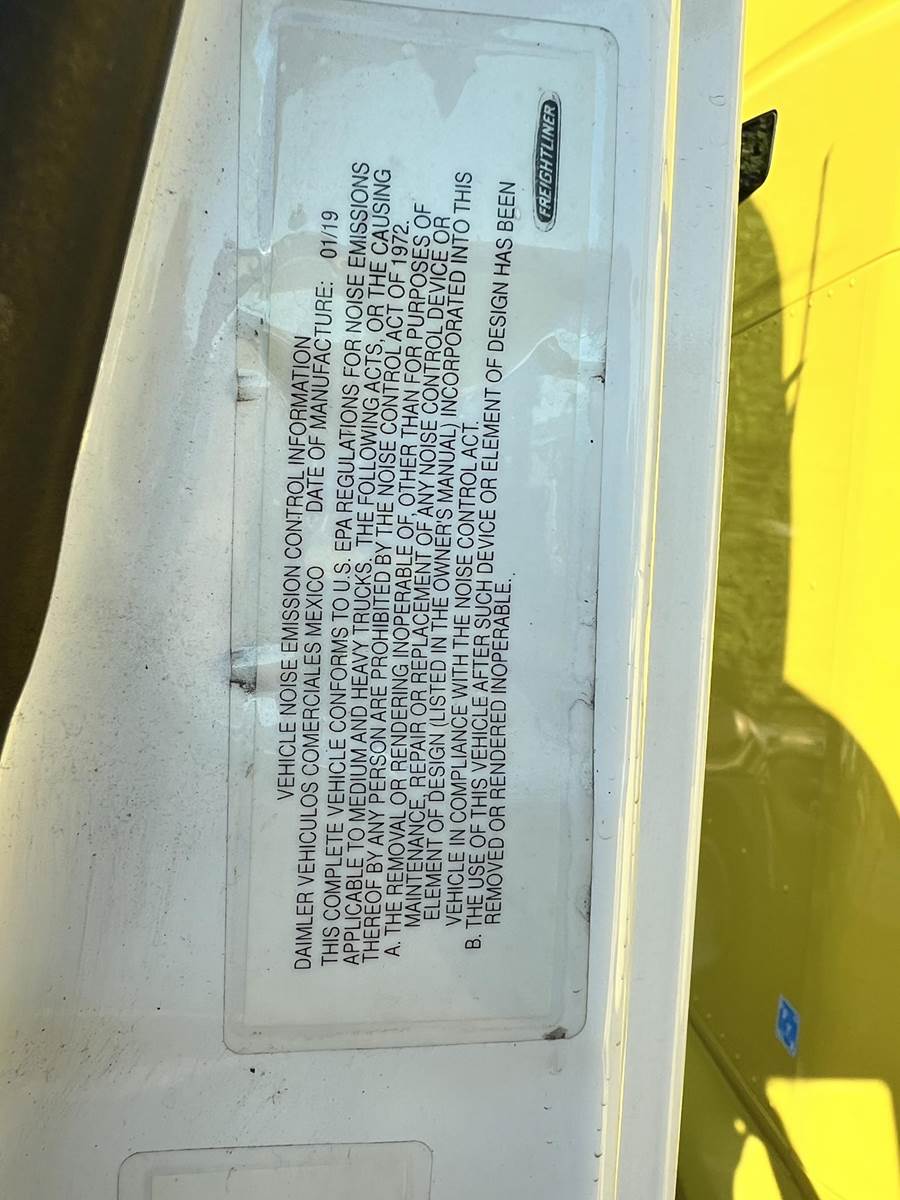 VEHICLE NOISE EMISSION CONTROL INFORMATION
DAIMLER VEHICULOS COMERCIALES MEXICO DATE OF MANUFACTURE: 01/19
THIS COMPLETE VEHICLE CONFORMS TO U.S. EPA REGULATIONS FOR NOISE EMISSIONS
APPLICABLE TO MEDIUM AND HEAVY TRUCKS. THE FOLLOWING ACTS, OR THE CAUSING
THEREOF BY ANY PERSON ARE PROHIBITED BY THE NOISE CONTROL ACT OF 1972.
A. THE REMOVAL OR RENDERING INOPERABLE OF, OTHER THAN FOR PURPOSES OF
MAINTENANCE, REPAIR OR REPLACEMENT OF ANY NOISE CONTROL DEVICE OR
ELEMENT OF DESIGN (LISTED IN THE OWNER'S MANUAL) INCORPORATED INTO THIS
VEHICLE IN COMPLIANCE WITH THE NOISE CONTROL ACT.
B. THE USE OF THIS VEHICLE AFTER SUCH DEVICE OR ELEMENT OF DESIGN HAS BEEN
REMOVED OR RENDERED INOPERABLE.
FREIGHTLINER